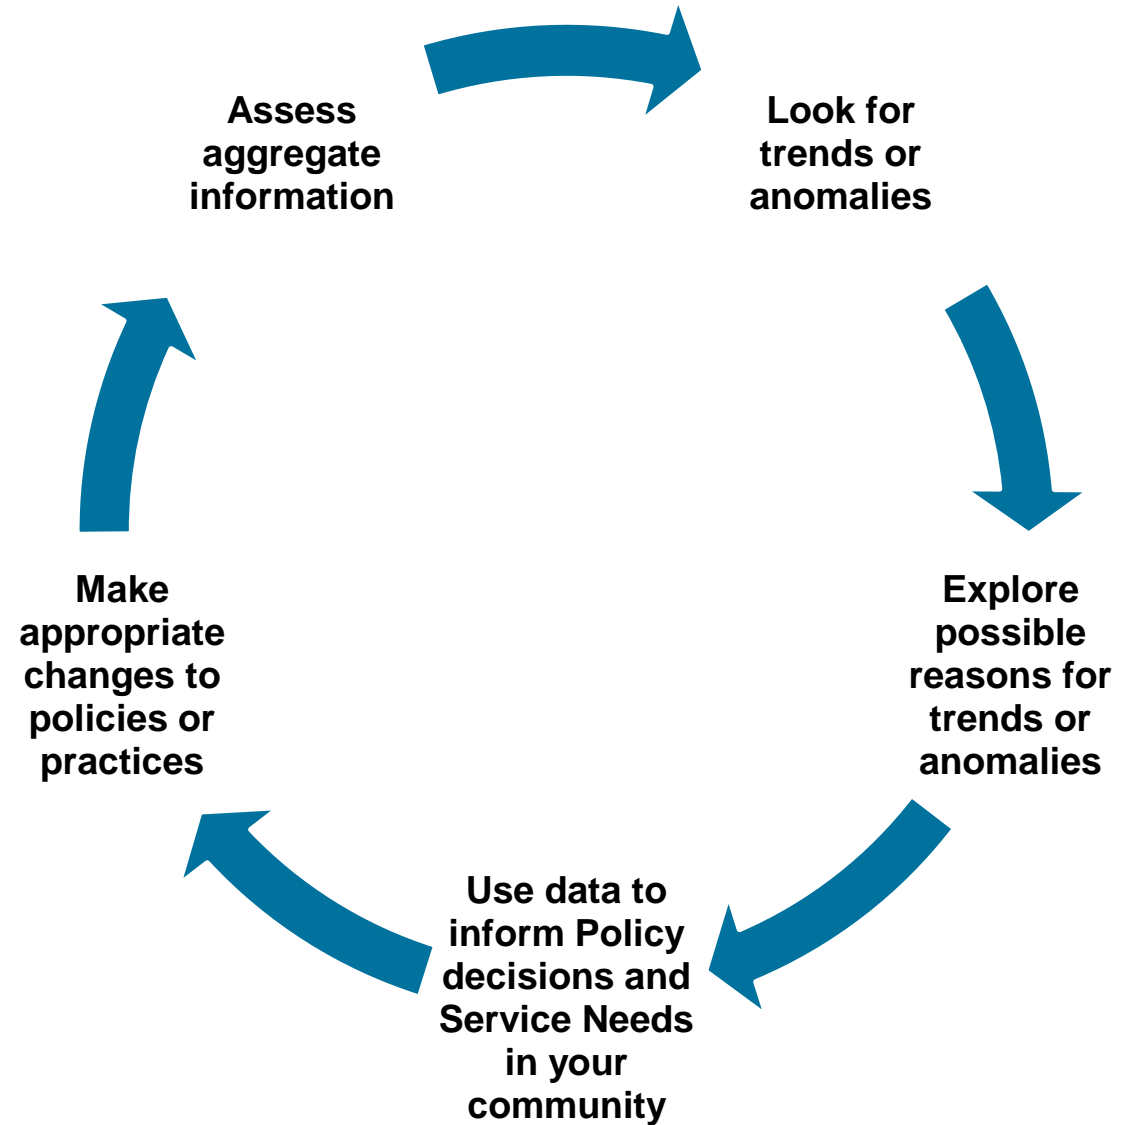 Assess
aggregate
information
Look for
trends or
anomalies
Explore
possible
reasons for
trends or
anomalies
Use data to
inform Policy
decisions and
Service Needs
in your
community
Make
appropriate
changes to
policies or
practices